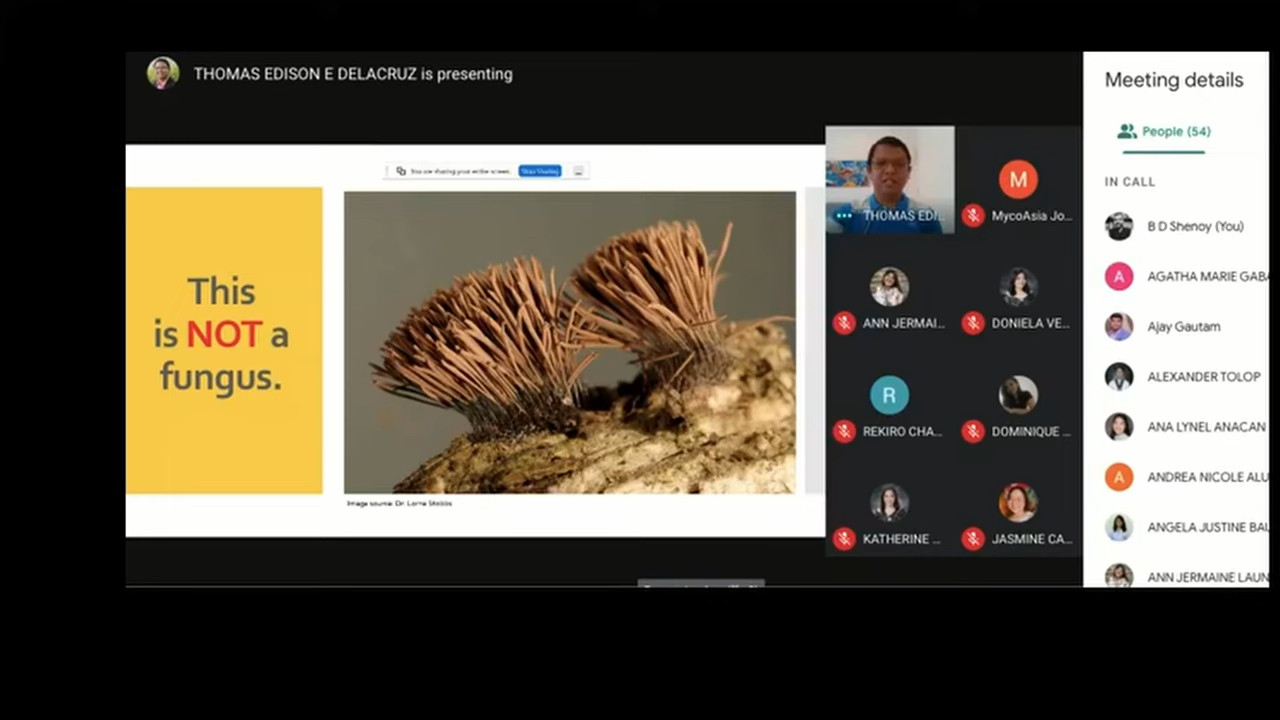 THOMAS EDISON E DELACRUZ is presenting
You are sharing your entire screen.
Stop Sharing
This
is NOT a
fungus.
Image source: Dr. Lorna
THOMAS EDI...
M
MycoAsia Jo...
ANN JERMAI...
DONIELA VE...
R
REKIRO CHA...
DOMINIQUE ...
KATHERINE ...
JASMINE CA...
Meeting details
People (54)
IN CALL
B D Shenoy (You)
A
AGATHA MARIE GABA
Ajay Gautam
ALEXANDER TOLOP
ANA LYNEL ANACAN
A
ANDREA NICOLE ALU
ANGELA JUSTINE BAU
ANN JERMAINE LAUN